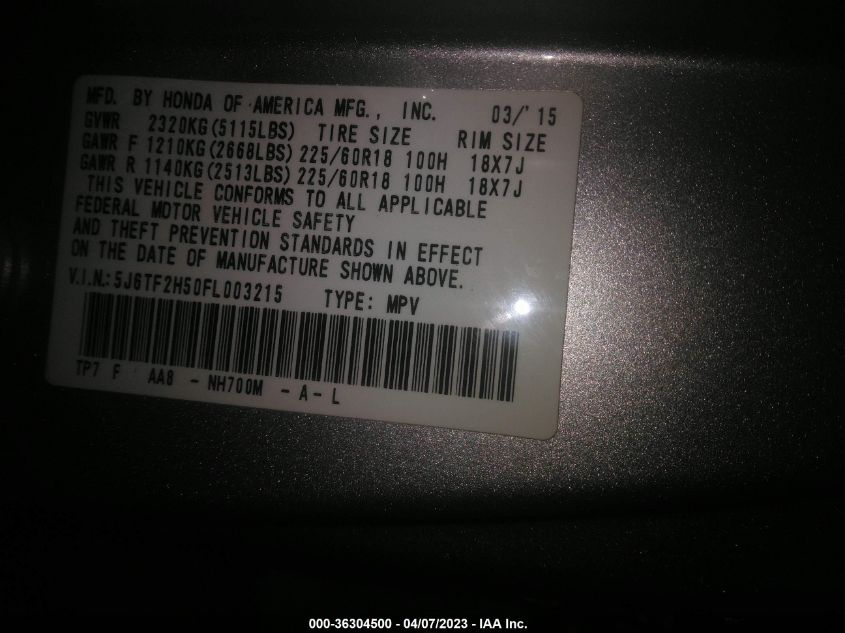 MFD. BY HONDA OF AMERICA MFG., INC. 03/'15
GVWR 2320KG(5115LBS) TIRE SIZE RIM SIZE
GAWR F 1210KG(2668LBS) 225/60R18 100H 18X7J
GAWR R 1140KG(2513LBS) 225/60R18 100H 18X7J
THIS VEHICLE CONFORMS TO ALL APPLICABLE
FEDERAL MOTOR VEHICLE SAFETY
AND THEFT PREVENTION STANDARDS IN EFFECT
ON THE DATE OF MANUFACTURE SHOWN ABOVE.
V.I.N.:5J6TF2H50FL003215 TYPE: MPV
TP7 F AA8 -NH700M -A-L
000-36304500 - 04/07/2023 - IAA Inc.